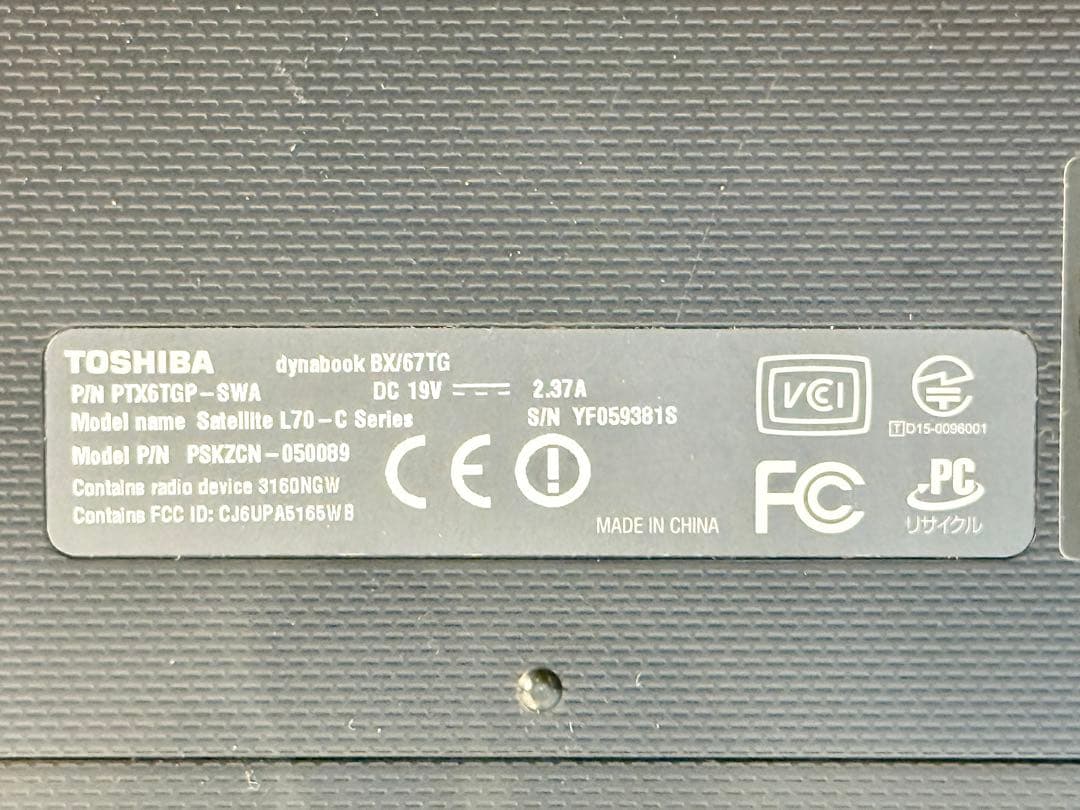 TOSHIBA dynabook BX/67TG
P/N PTX6TGP-SWA DC 19V 2.37A
Model name Satellite L70-C Series S/N YF059381S
Model P/N PSKZCN-050089
Contains radio device 3160NGW
Contains FCC ID: CJ6UPA5165WB
CE
MADE IN CHINA
VCI
T D15-0096001
FC
PC
リサイクル